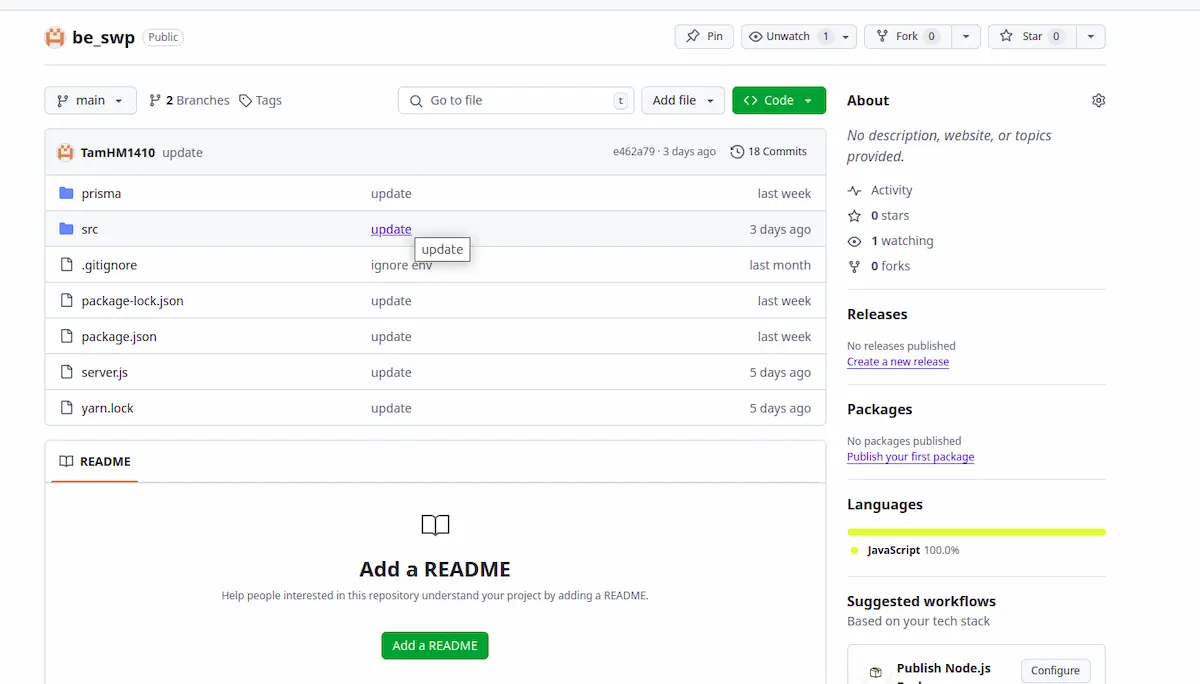 be_swp Public Pin Unwatch 1 Fork 0 Star 0
main 2 Branches Tags Go to file t Add file Code
TamHM1410 update e462a79 · 3 days ago 18 Commits
prisma update last week
src update 3 days ago
update
.gitignore ignore env last month
package-lock.json update last week
package.json update last week
server.js update 5 days ago
yarn.lock update 5 days ago
README
Add a README
Help people interested in this repository understand your project by adding a README.
Add a README
About
No description, website, or topics
provided.
Activity
0 stars
1 watching
0 forks
Releases
No releases published
Create a new release
Packages
No packages published
Publish your first package
Languages
JavaScript 100.0%
Suggested workflows
Based on your tech stack
Publish Node.js Configure